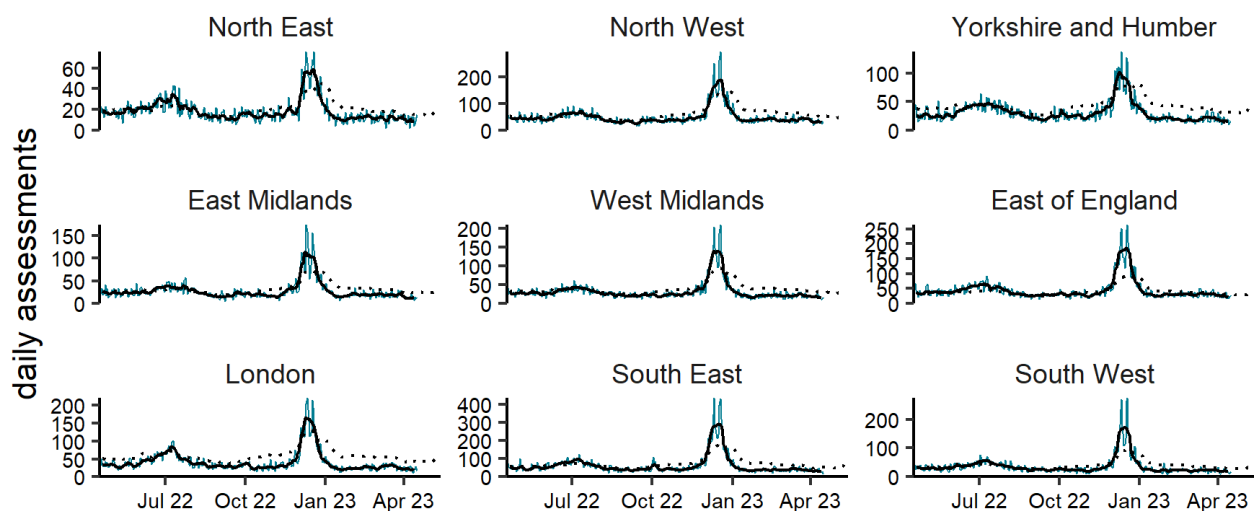 daily assessments
North East
60
40
20
0
North West
200
100
0
Yorkshire and Humber
100
50
0
East Midlands
150
100
50
0
West Midlands
200
150
100
50
0
East of England
250
200
150
100
50
0
London
200
150
100
50
0
Jul 22 Oct 22 Jan 23 Apr 23
South East
400
300
200
100
0
Jul 22 Oct 22 Jan 23 Apr 23
South West
200
100
0
Jul 22 Oct 22 Jan 23 Apr 23